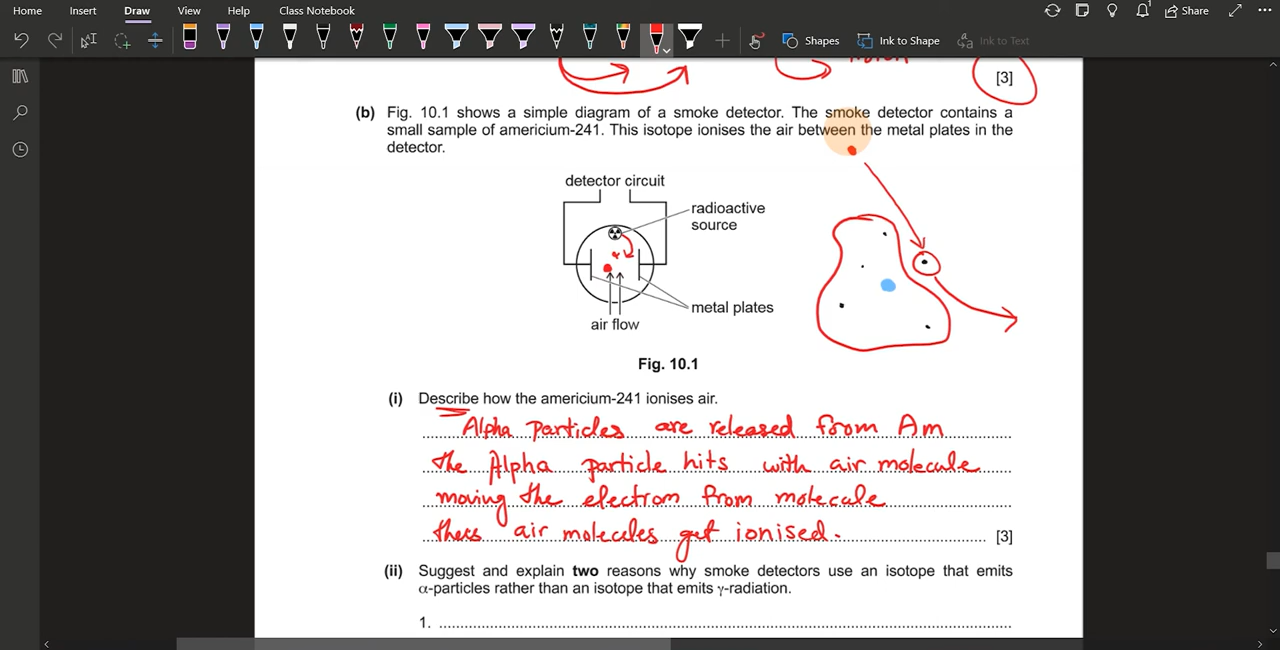 Home Insert Draw View Help Class Notebook
Share
Shapes Ink to Shape Ink to Text
[3]
(b) Fig. 10.1 shows a simple diagram of a smoke detector. The smoke detector contains a
small sample of americium-241. This isotope ionises the air between the metal plates in the
detector.
detector circuit
radioactive
source
metal plates
air flow
Fig. 10.1
(i) Describe how the americium-241 ionises air.
Alpha Particles are released from Am
the Alpha particle hits with air molecule
moving the electrom from molecule
thess air molecules get ionised.
[3]
(ii) Suggest and explain two reasons why smoke detectors use an isotope that emits
α-particles rather than an isotope that emits γ-radiation.
1.